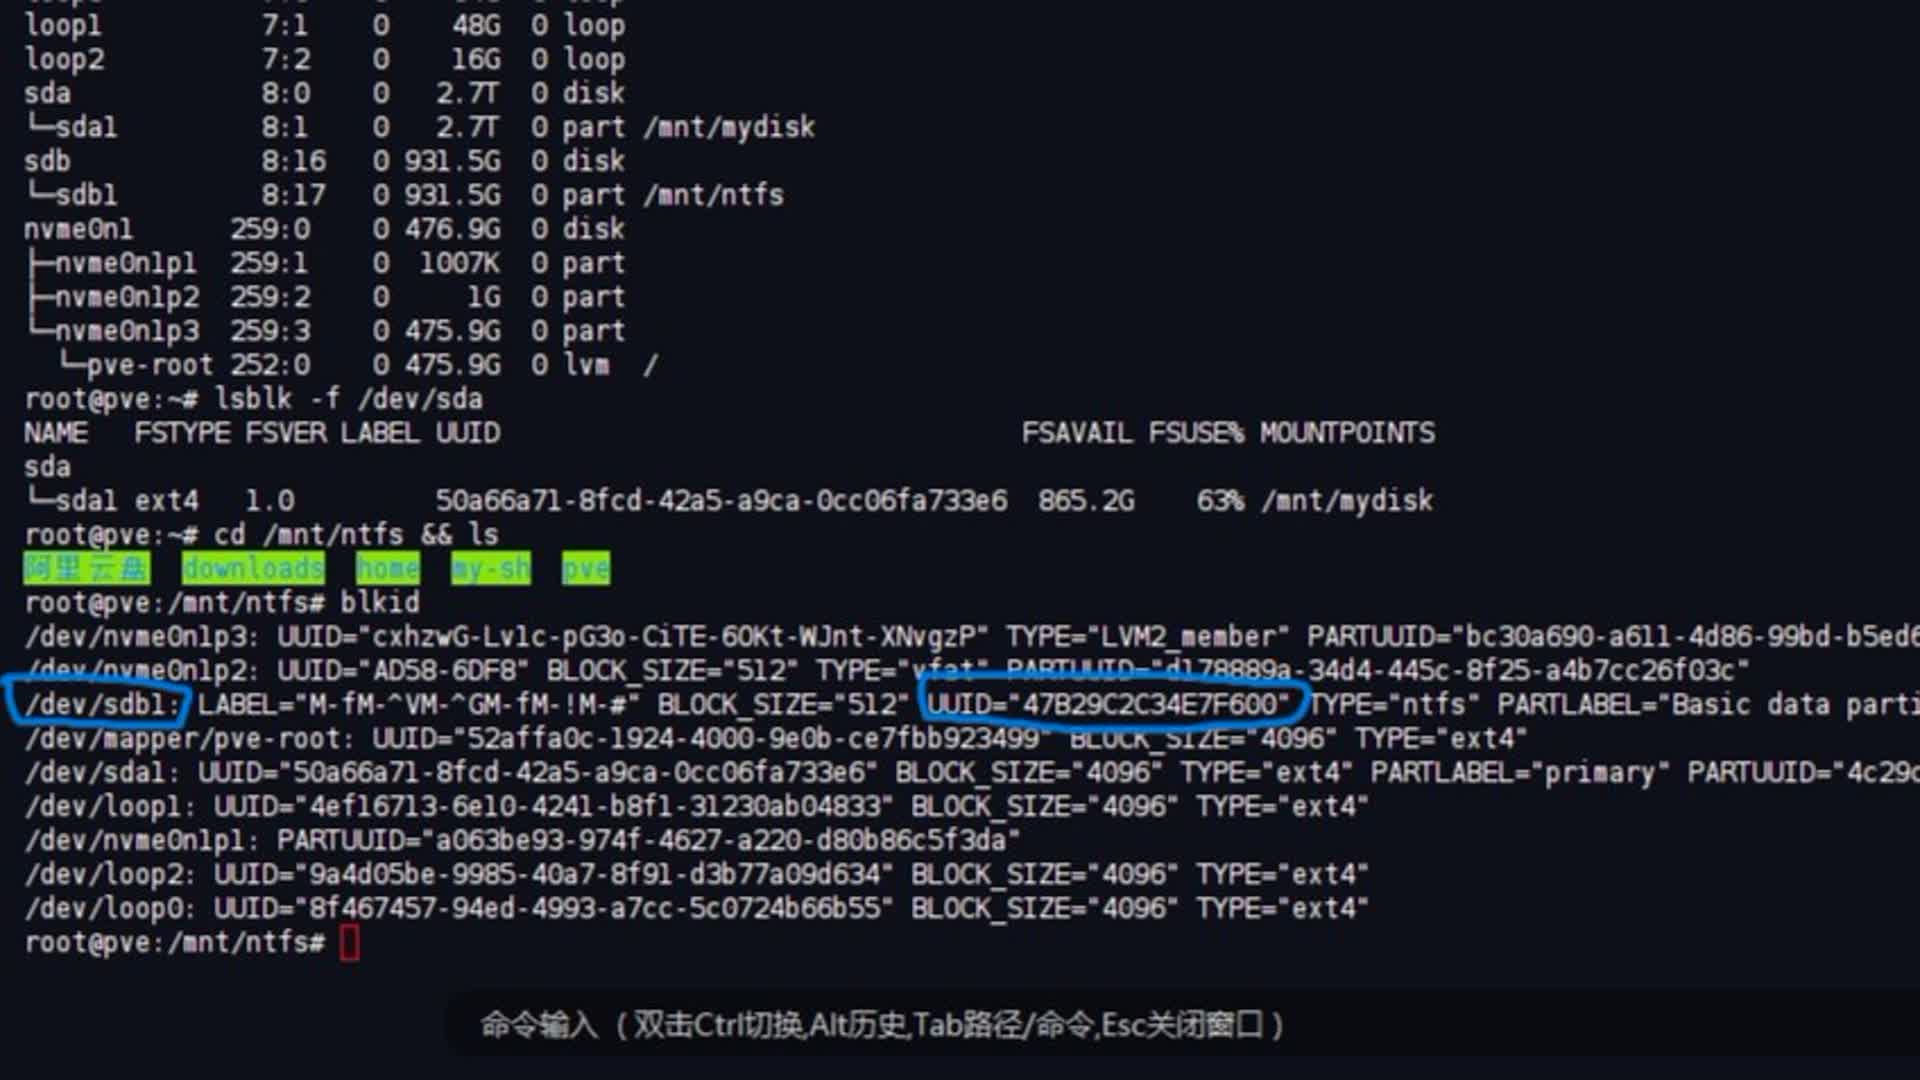 loop1 7:1 0 48G 0 loop
loop2 7:2 0 16G 0 loop
sda 8:0 0 2.7T 0 disk
└─sda1 8:1 0 2.7T 0 part /mnt/mydisk
sdb 8:16 0 931.5G 0 disk
└─sdb1 8:17 0 931.5G 0 part /mnt/ntfs
nvme0n1 259:0 0 476.9G 0 disk
├─nvme0n1p1 259:1 0 1007K 0 part
├─nvme0n1p2 259:2 0 1G 0 part
└─nvme0n1p3 259:3 0 475.9G 0 part
└─pve-root 252:0 0 475.9G 0 lvm /
root@pve:~# lsblk -f /dev/sda
NAME FSTYPE FSVER LABEL UUID FSAVAIL FSUSE% MOUNTPOINTS
sda
└─sda1 ext4 1.0 50a66a71-8fcd-42a5-a9ca-0cc06fa733e6 865.2G 63% /mnt/mydisk
root@pve:~# cd /mnt/ntfs && ls
阿里云盘 downloads home my-sh pve
root@pve:/mnt/ntfs# blkid
/dev/nvme0n1p3: UUID="cxhzwG-Lv1c-pG3o-CiTE-60Kt-WJnt-XNvgzP" TYPE="LVM2_member" PARTUUID="bc30a690-a611-4d86-99bd-b5ed6
/dev/nvme0n1p2: UUID="AD58-6DF8" BLOCK_SIZE="512" TYPE="vfat" PARTUUID="d178889a-34d4-445c-8f25-a4b7cc26f03c"
/dev/sdb1: LABEL="M-fM-^VM-^GM-fM-!M-#" BLOCK_SIZE="512" UUID="47B29C2C34E7F600" TYPE="ntfs" PARTLABEL="Basic data parti
/dev/mapper/pve-root: UUID="52affa0c-1924-4000-9e0b-ce7fbb923499" BLOCK_SIZE="4096" TYPE="ext4"
/dev/sda1: UUID="50a66a71-8fcd-42a5-a9ca-0cc06fa733e6" BLOCK_SIZE="4096" TYPE="ext4" PARTLABEL="primary" PARTUUID="4c29c
/dev/loop1: UUID="4ef16713-6e10-4241-b8f1-31230ab04833" BLOCK_SIZE="4096" TYPE="ext4"
/dev/nvme0n1p1: PARTUUID="a063be93-974f-4627-a220-d80b86c5f3da"
/dev/loop2: UUID="9a4d05be-9985-40a7-8f91-d3b77a09d634" BLOCK_SIZE="4096" TYPE="ext4"
/dev/loop0: UUID="8f467457-94ed-4993-a7cc-5c0724b66b55" BLOCK_SIZE="4096" TYPE="ext4"
root@pve:/mnt/ntfs#
命令输入（双击Ctrl切换,Alt历史,Tab路径/命令,Esc关闭窗口）